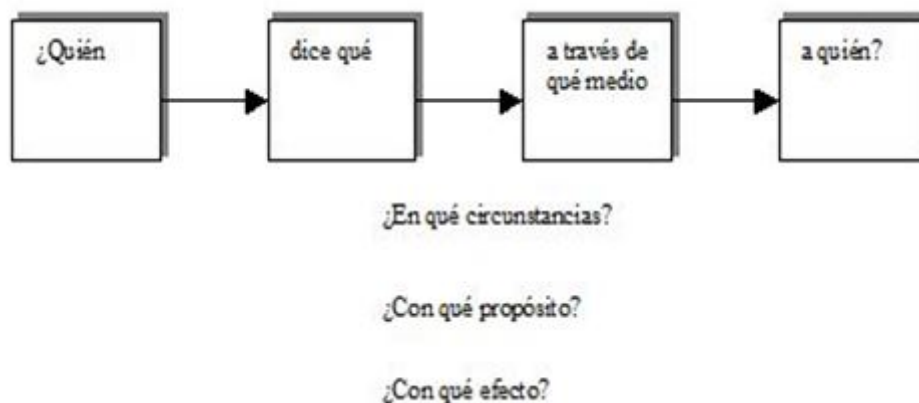 ¿Quién
dice qué
a través de
qué medio
a quién?
¿En qué circunstancias?
¿Con qué propósito?
¿Con qué efecto?